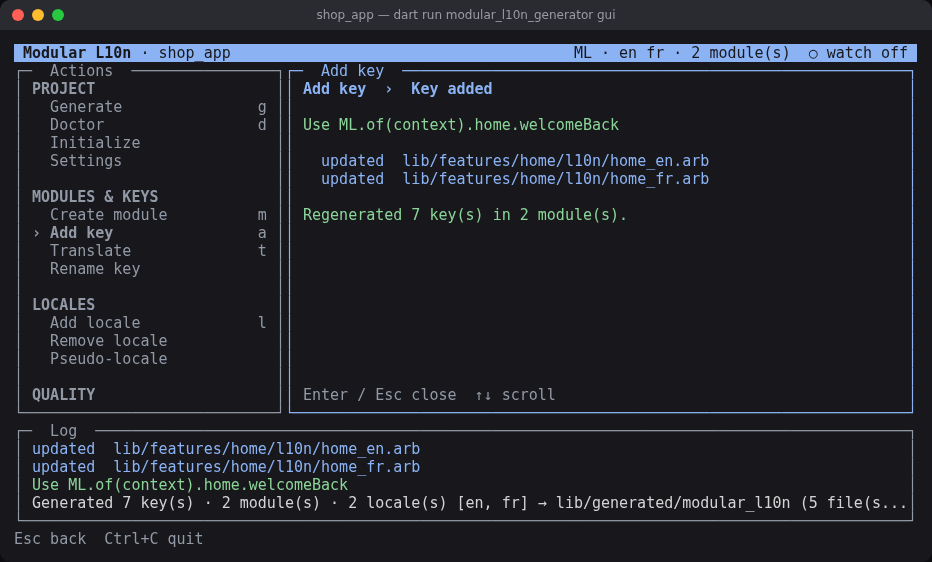 shop_app — dart run modular_l10n_generator gui
Modular L10n · shop_app
ML · en fr · 2 module(s)  ○ watch off
Actions
PROJECT
Generate g
Doctor d
Initialize
Settings
MODULES & KEYS
Create module m
› Add key a
Translate t
Rename key
LOCALES
Add locale l
Remove locale
Pseudo-locale
QUALITY
Add key
Add key › Key added
Use ML.of(context).home.welcomeBack
updated lib/features/home/l10n/home_en.arb
updated lib/features/home/l10n/home_fr.arb
Regenerated 7 key(s) in 2 module(s).
Enter / Esc close ↑↓ scroll
Log
updated lib/features/home/l10n/home_en.arb
updated lib/features/home/l10n/home_fr.arb
Use ML.of(context).home.welcomeBack
Generated 7 key(s) · 2 module(s) · 2 locale(s) [en, fr] → lib/generated/modular_l10n (5 file(s...
Esc back Ctrl+C quit